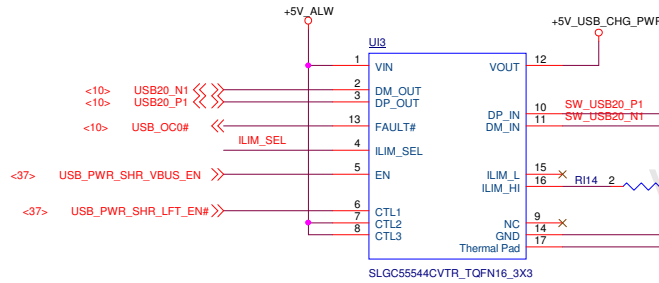 +5V_ALW
+5V_USB_CHG_PWR
UI3
1 VIN VOUT 12
<10> USB20_N1 2 DM_OUT
<10> USB20_P1 3 DP_OUT
DP_IN 10 SW_USB20_P1
<10> USB_OC0# 13 FAULT# DM_IN 11 SW_USB20_N1
ILIM_SEL 4 ILIM_SEL
<37> USB_PWR_SHR_VBUS_EN 5 EN ILIM_L 15
ILIM_HI 16 RI14 2
<37> USB_PWR_SHR_LFT_EN# 6 CTL1
7 CTL2 NC 9
8 CTL3 GND 14
Thermal Pad 17
SLGC55544CVTR_TQFN16_3X3